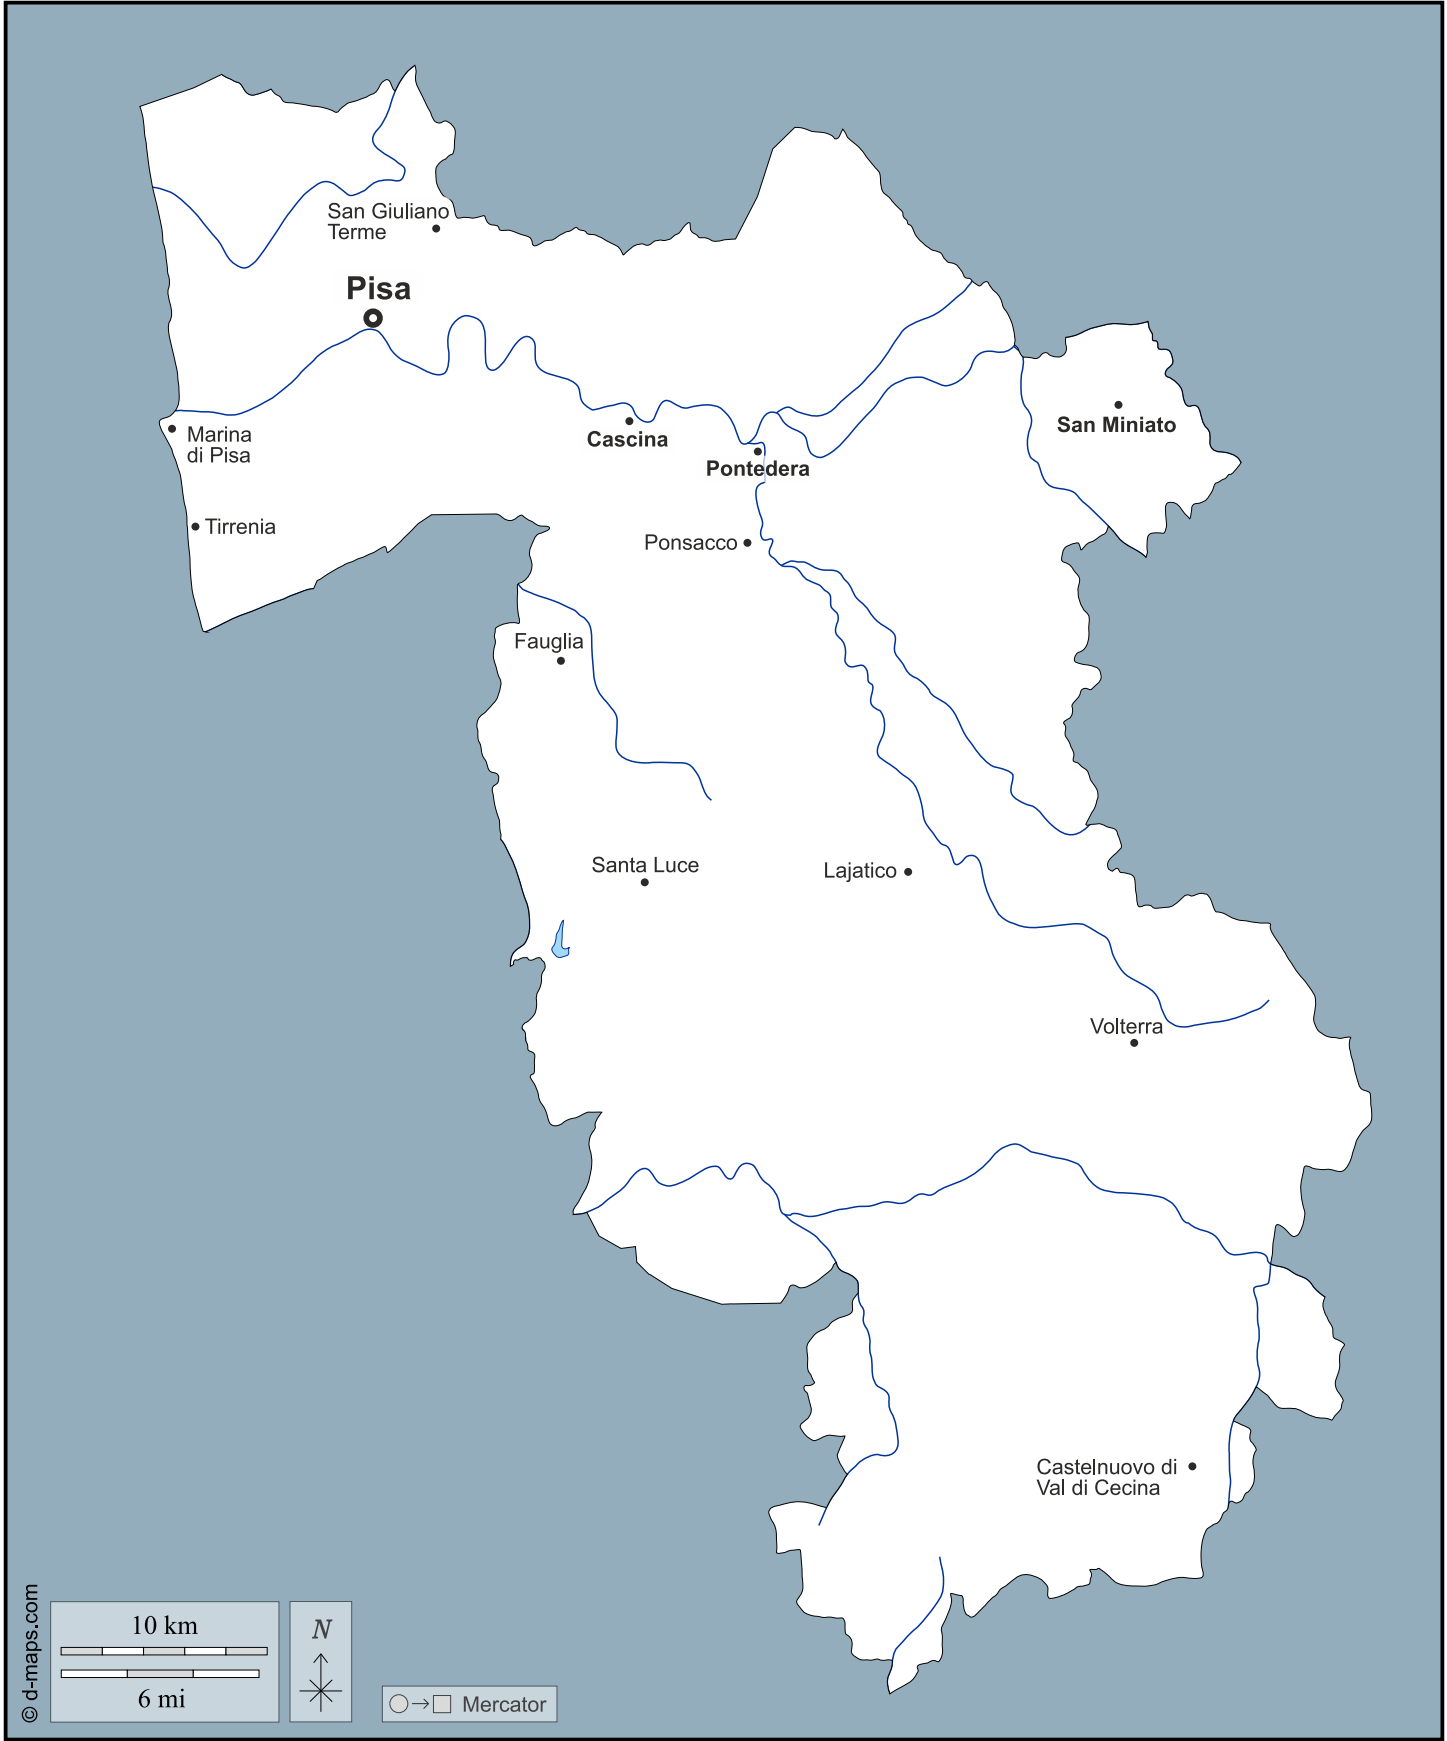 San Giuliano
Terme
Pisa
San Miniato
Cascina
Marina
di Pisa
Pontedera
Tirrenia
Ponsacco
Fauglia
Santa Luce
Lajatico
Volterra
Castelnuovo di
Val di Cecina
© d-maps.com
10 km
6 mi
N
Mercator